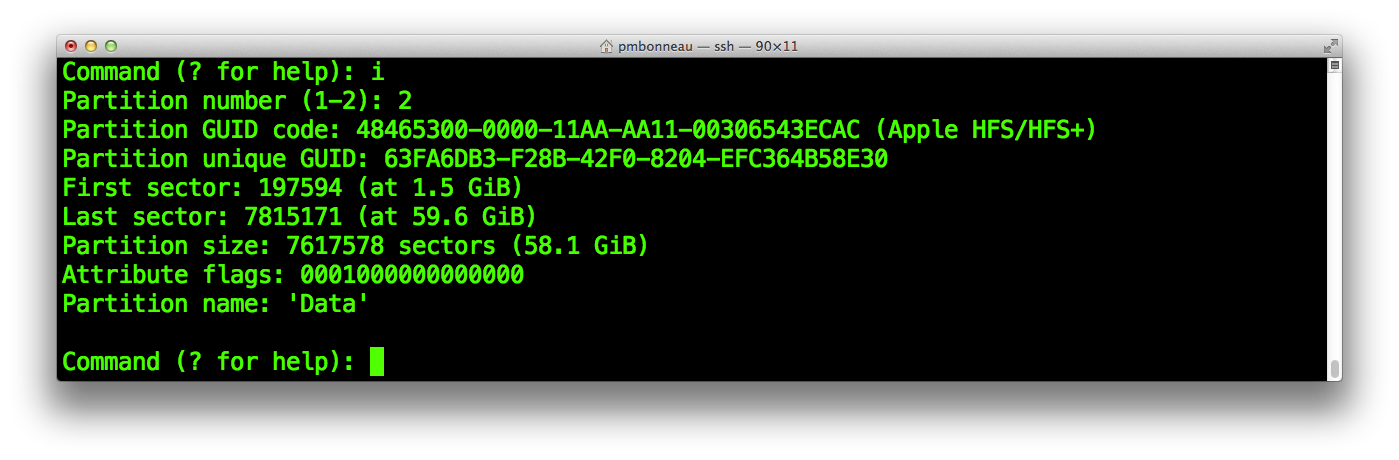 pmbonneau — ssh — 90×11
Command (? for help): i
Partition number (1-2): 2
Partition GUID code: 48465300-0000-11AA-AA11-00306543ECAC (Apple HFS/HFS+)
Partition unique GUID: 63FA6DB3-F28B-42F0-8204-EFC364B58E30
First sector: 197594 (at 1.5 GiB)
Last sector: 7815171 (at 59.6 GiB)
Partition size: 7617578 sectors (58.1 GiB)
Attribute flags: 0001000000000000
Partition name: 'Data'
Command (? for help):